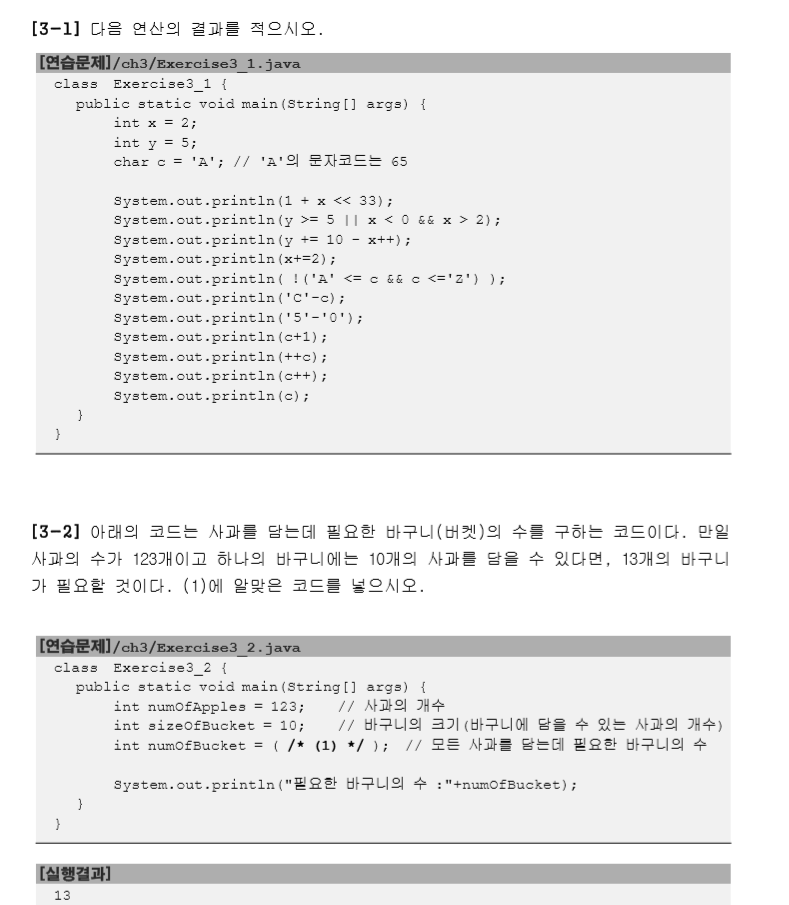 [3-1] 다음 연산의 결과를 적으시오.
[연습문제]/ch3/Exercise3_1.java
class Exercise3_1 {
public static void main(String[] args) {
int x = 2;
int y = 5;
char c = 'A'; // 'A'의 문자코드는 65
System.out.println(1 + x << 33);
System.out.println(y >= 5 || x < 0 && x > 2);
System.out.println(y += 10 - x++);
System.out.println(x+=2);
System.out.println( !('A' <= c && c <='Z') );
System.out.println('C'-c);
System.out.println('5'-'0');
System.out.println(c+1);
System.out.println(++c);
System.out.println(c++);
System.out.println(c);
}
}
[3-2] 아래의 코드는 사과를 담는데 필요한 바구니(버켓)의 수를 구하는 코드이다. 만일
사과의 수가 123개이고 하나의 바구니에는 10개의 사과를 담을 수 있다면, 13개의 바구니
가 필요할 것이다. (1)에 알맞은 코드를 넣으시오.
[연습문제]/ch3/Exercise3_2.java
class Exercise3_2 {
public static void main(String[] args) {
int numOfApples = 123; // 사과의 개수
int sizeOfBucket = 10; // 바구니의 크기(바구니에 담을 수 있는 사과의 개수)
int numOfBucket = ( /* (1) */ ); // 모든 사과를 담는데 필요한 바구니의 수
System.out.println("필요한 바구니의 수 :"+numOfBucket);
}
}
[실행결과]
13